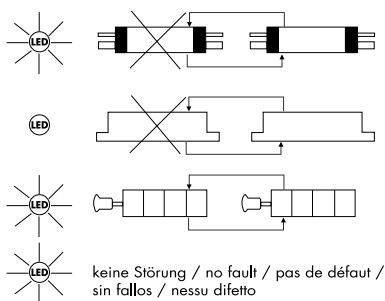 LED
LED
LED
LED
keine Störung / no fault / pas de défaut /
sin fallos / nessu difetto